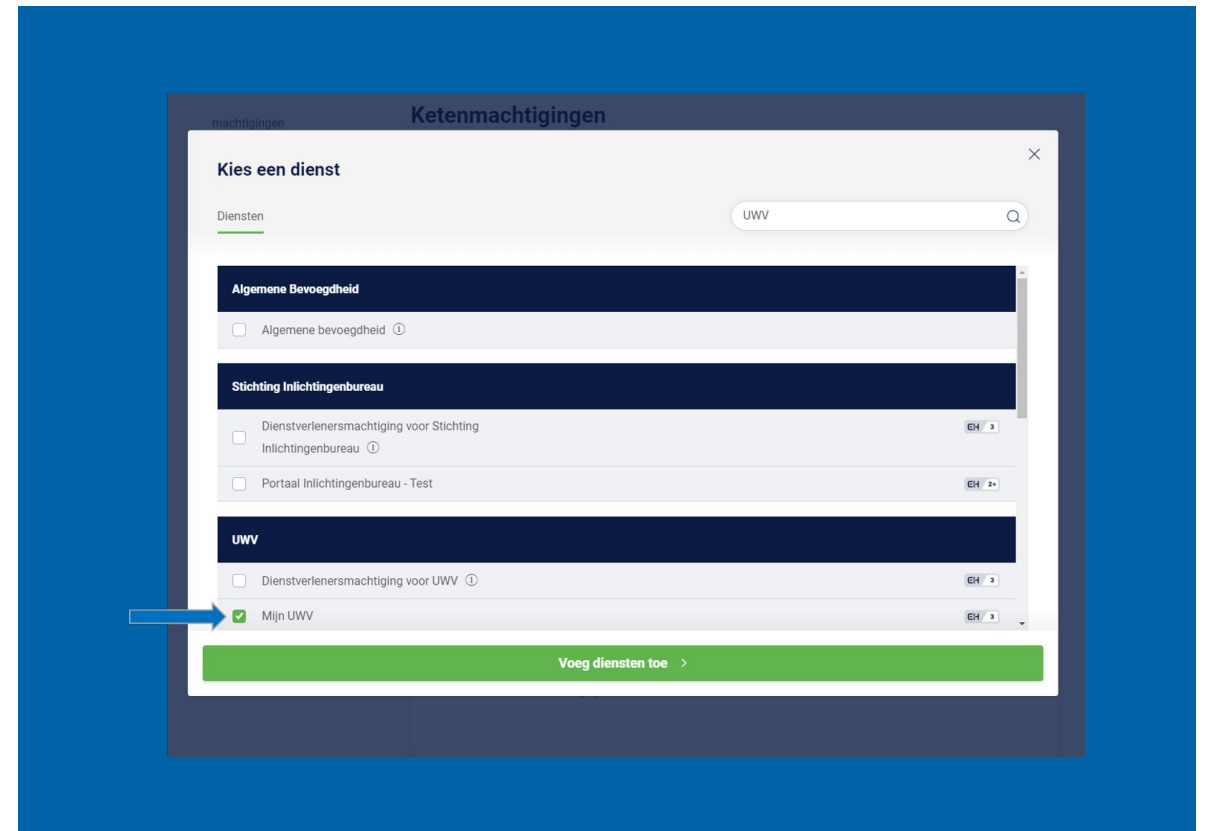 machtigingen
Ketenmachtigingen
Kies een dienst
Diensten
UWV
Algemene Bevoegdheid
Algemene bevoegdheid
Stichting Inlichtingenbureau
Dienstverlenersmachtiging voor Stichting
Inlichtingenbureau
EH 3
Portaal Inlichtingenbureau - Test
EH 2+
UWV
Dienstverlenersmachtiging voor UWV
EH 3
Mijn UWV
EH 3
Voeg diensten toe